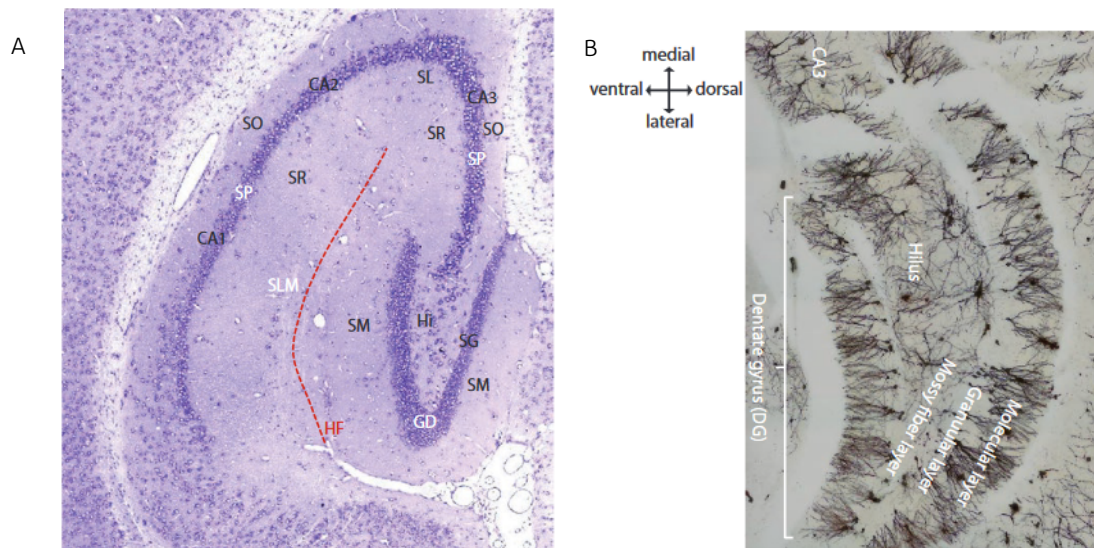 A
CA2
SL
CA3
SO
SO
SR
SP
SR
SP
CA1
SLM
SM
Hi
SG
SM
GD
HF
B
medial
ventral
dorsal
lateral
CA3
Hilus
Dentate gyrus (DG)
Mossy fiber layer
Granuular layer
Molecular layer